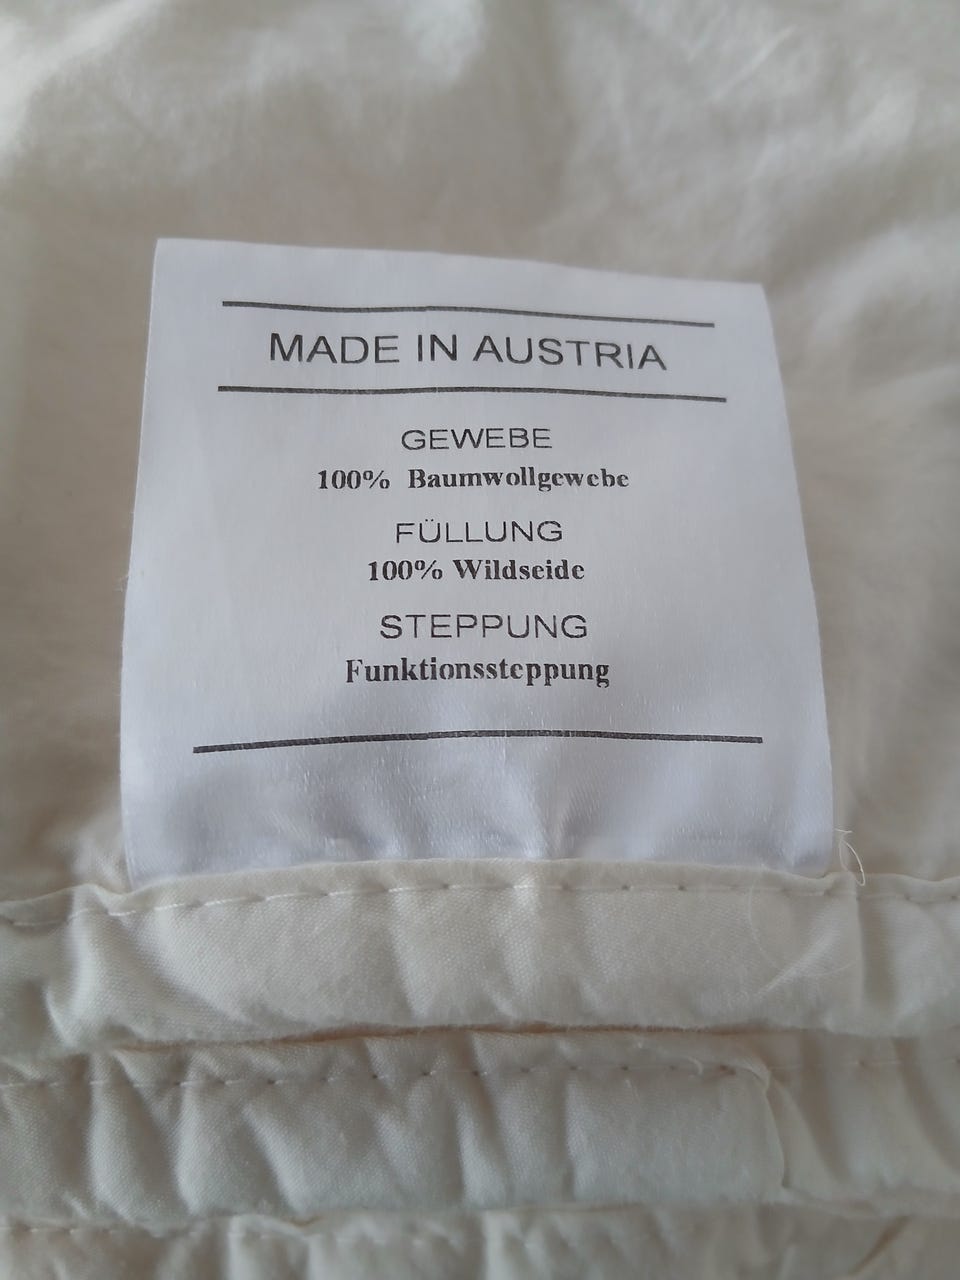 MADE IN AUSTRIA
GEWEBE
100% Baumwollgewebe
FÜLLUNG
100% Wildseide
STEPPUNG
Funktionssteppung